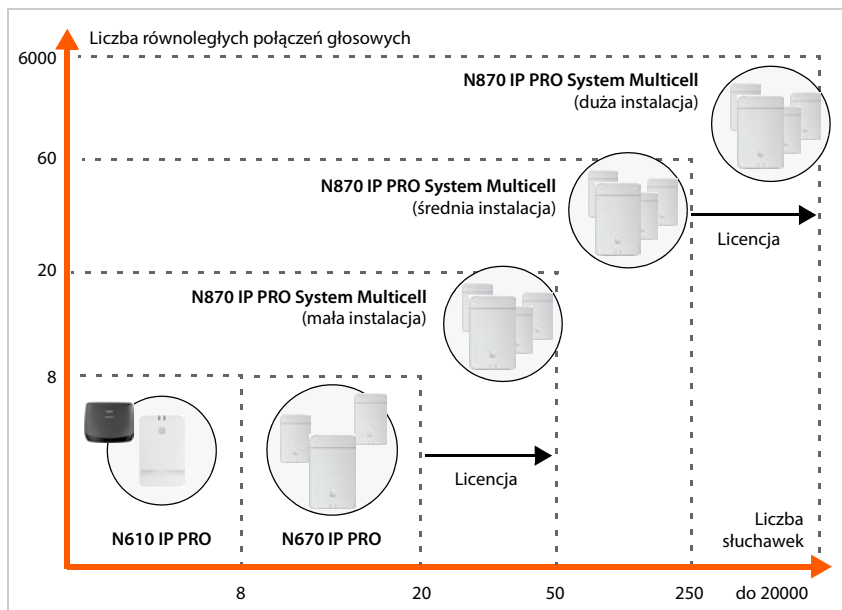 Liczba równoległych połączeń głosowych
6000
N870 IP PRO System Multicell
(duża instalacja)
60
N870 IP PRO System Multicell
(średnia instalacja)
Licencja
20
N870 IP PRO System Multicell
(mała instalacja)
8
Licencja
Liczba
słuchawek
N610 IP PRO
N670 IP PRO
8
20
50
250
do 20000